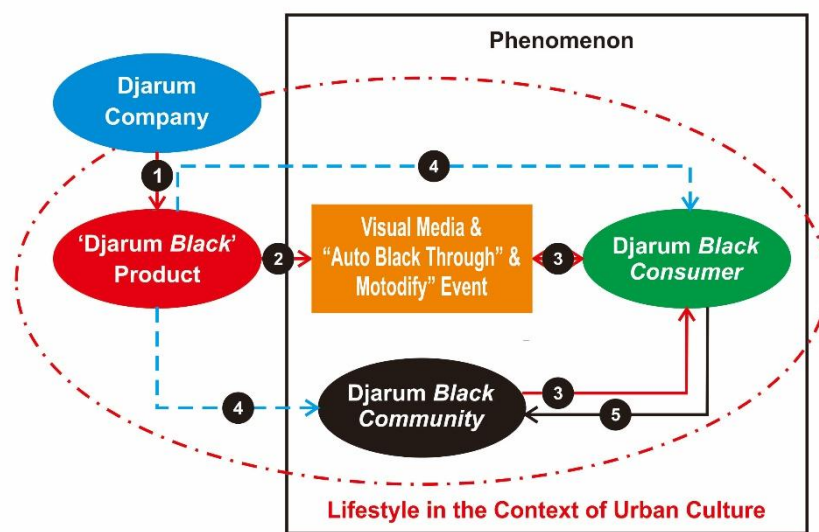 Phenomenon
Djarum
Company
1
4
'Djarum Black'
Product
2
Visual Media &
“Auto Black Through” &
Motodify” Event
3
Djarum Black
Consumer
4
Djarum Black
Community
3
5
Lifestyle in the Context of Urban Culture